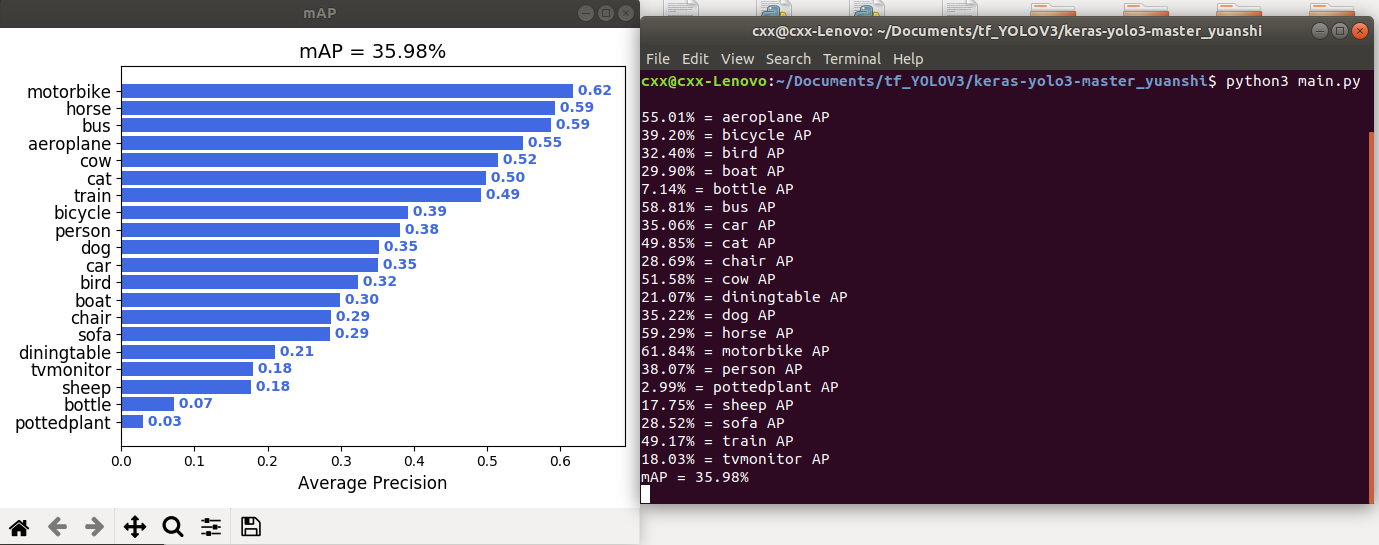 mAP
mAP = 35.98%
motorbike 0.62
horse 0.59
bus 0.59
aeroplane 0.55
cow 0.52
cat 0.50
train 0.49
bicycle 0.39
person 0.38
dog 0.35
car 0.35
bird 0.32
boat 0.30
chair 0.29
sofa 0.29
diningtable 0.21
tvmonitor 0.18
sheep 0.18
bottle 0.07
pottedplant 0.03
0.0 0.1 0.2 0.3 0.4 0.5 0.6
Average Precision
cxx@cxx-Lenovo: ~/Documents/tf_YOLOV3/keras-yolo3-master_yuanshi
File Edit View Search Terminal Help
cxx@cxx-Lenovo:~/Documents/tf_YOLOV3/keras-yolo3-master_yuanshi$ python3 main.py
55.01% = aeroplane AP
39.20% = bicycle AP
32.40% = bird AP
29.90% = boat AP
7.14% = bottle AP
58.81% = bus AP
35.06% = car AP
49.85% = cat AP
28.69% = chair AP
51.58% = cow AP
21.07% = diningtable AP
35.22% = dog AP
59.29% = horse AP
61.84% = motorbike AP
38.07% = person AP
2.99% = pottedplant AP
17.75% = sheep AP
28.52% = sofa AP
49.17% = train AP
18.03% = tvmonitor AP
mAP = 35.98%